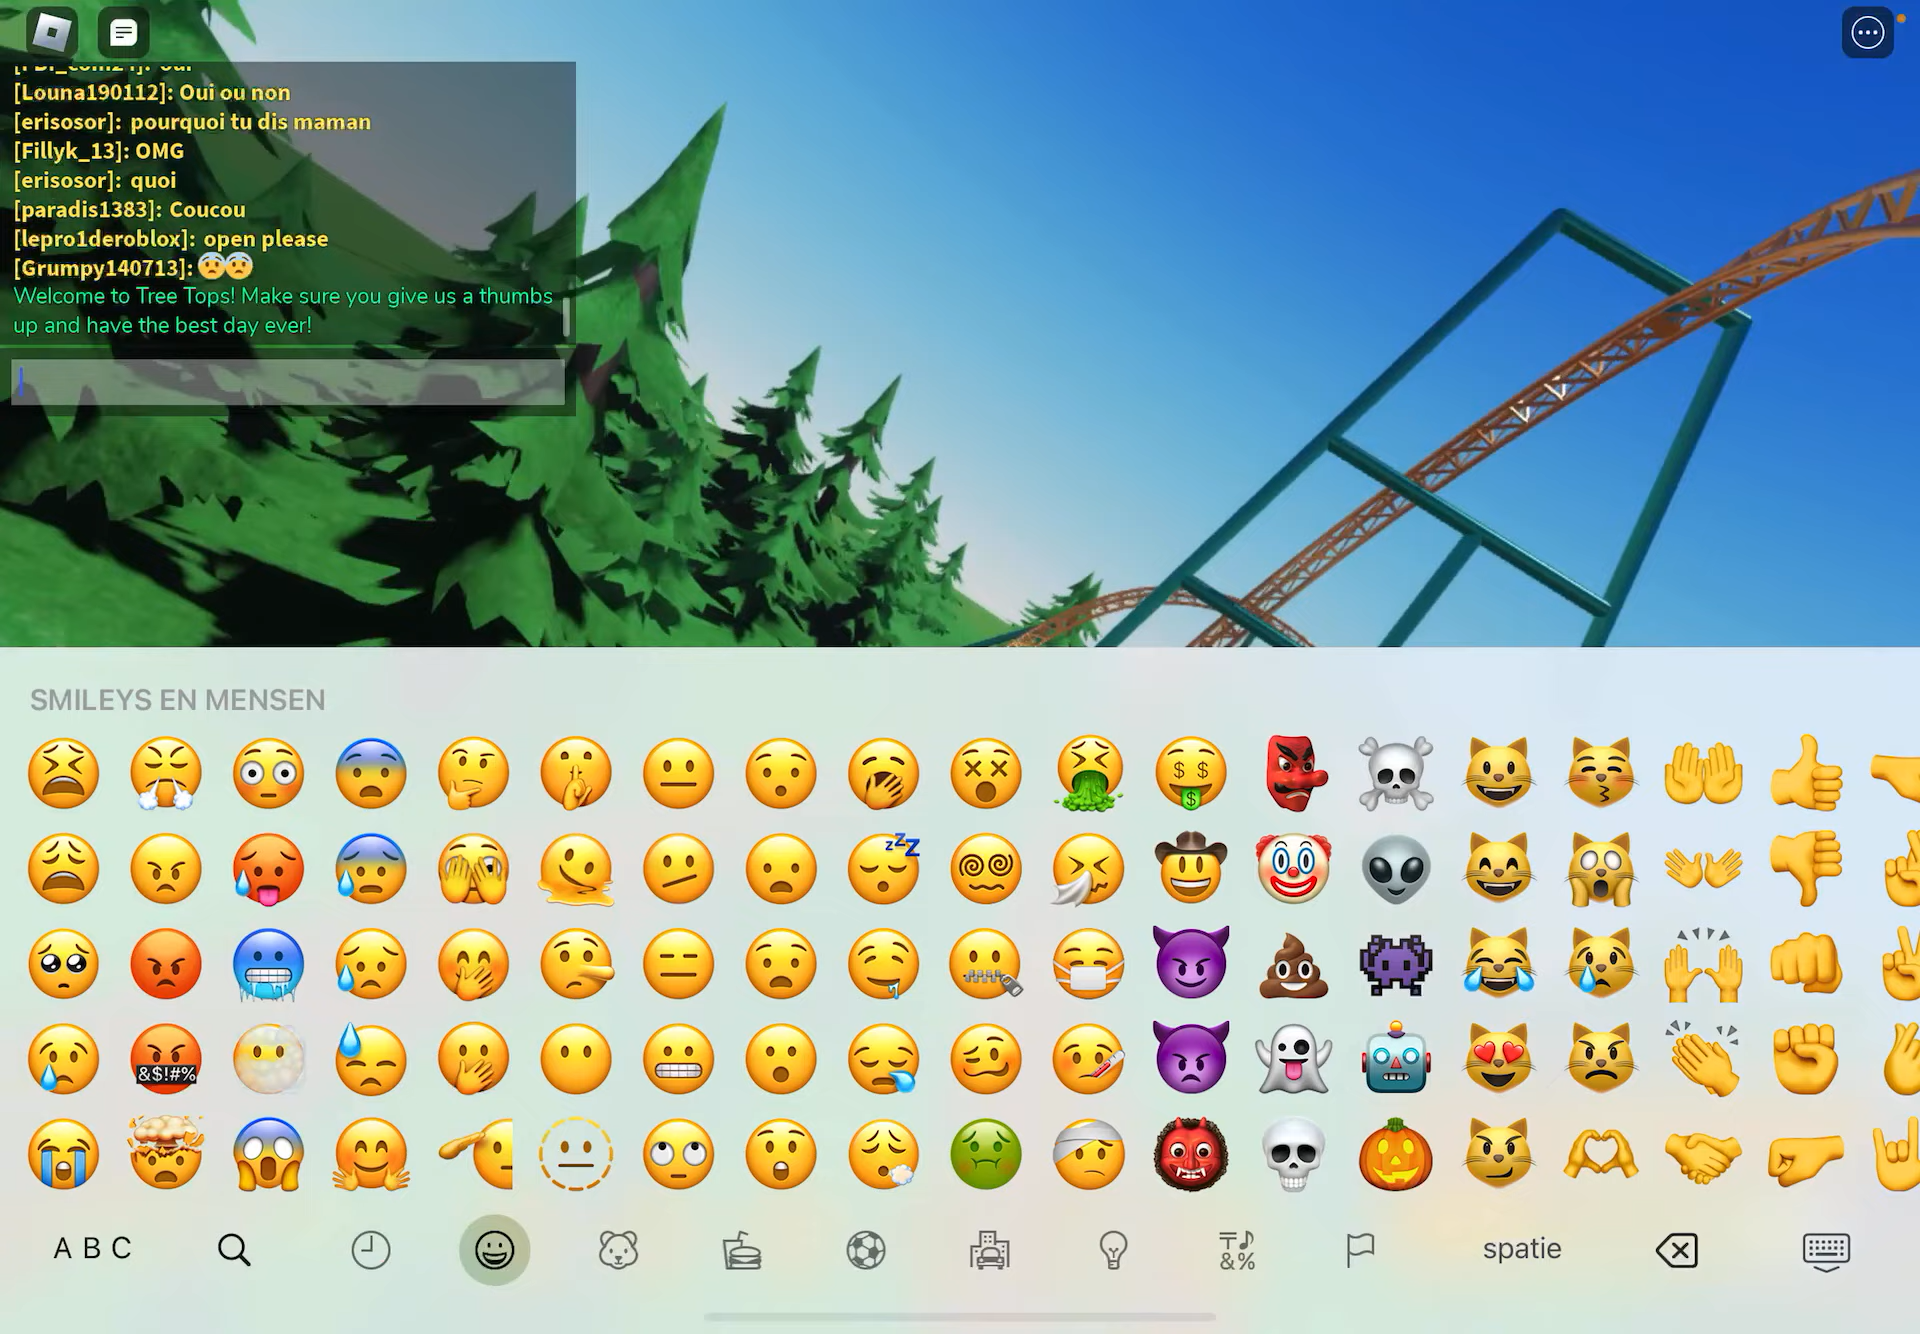 [Louna190112]: Oui ou non
[erisosor]: pourquoi tu dis maman
[Fillyk_13]: OMG
[erisosor]: quoi
[paradis1383]: Coucou
[lepro1deroblox]: open please
[Grumpy140713]: 😨😨
Welcome to Tree Tops! Make sure you give us a thumbs
up and have the best day ever!
SMILEYS EN MENSEN
&$!#%
ABC
spatie